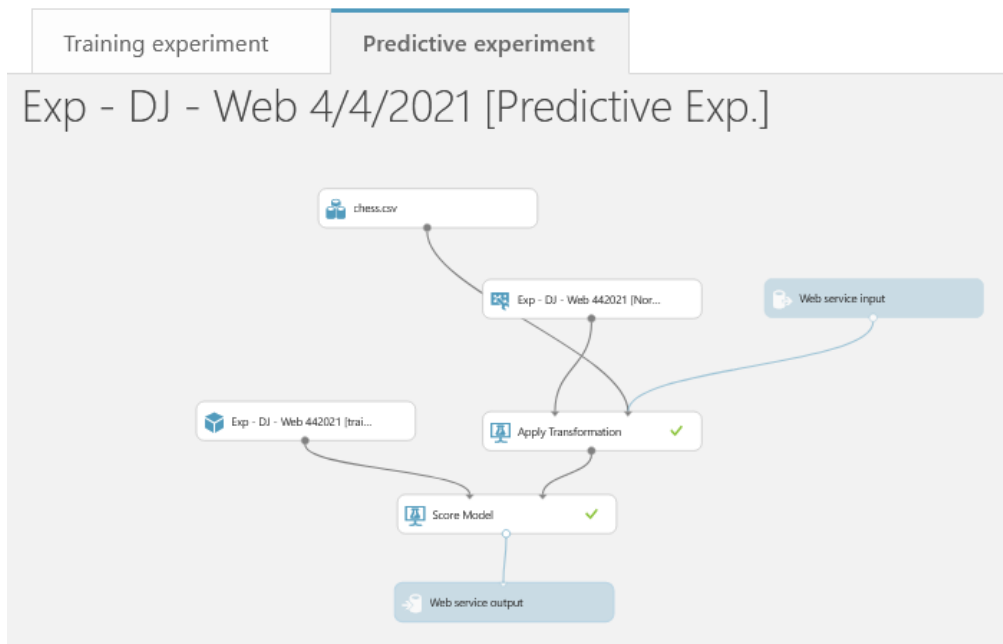 Training experiment
Predictive experiment
Exp - DJ - Web 4/4/2021 [Predictive Exp.]
chess.csv
Exp - DJ - Web 442021 [Nor...
Web service input
Exp - DJ - Web 442021 [trai...
Apply Transformation
Score Model
Web service output